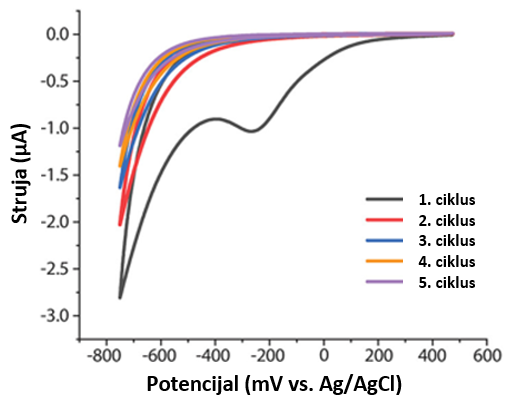 0.0
-0.5
-1.0
-1.5
-2.0
-2.5
-3.0
Struja (µA)
1. ciklus
2. ciklus
3. ciklus
4. ciklus
5. ciklus
-800 -600 -400 -200 0 200 400 600
Potencijal (mV vs. Ag/AgCl)